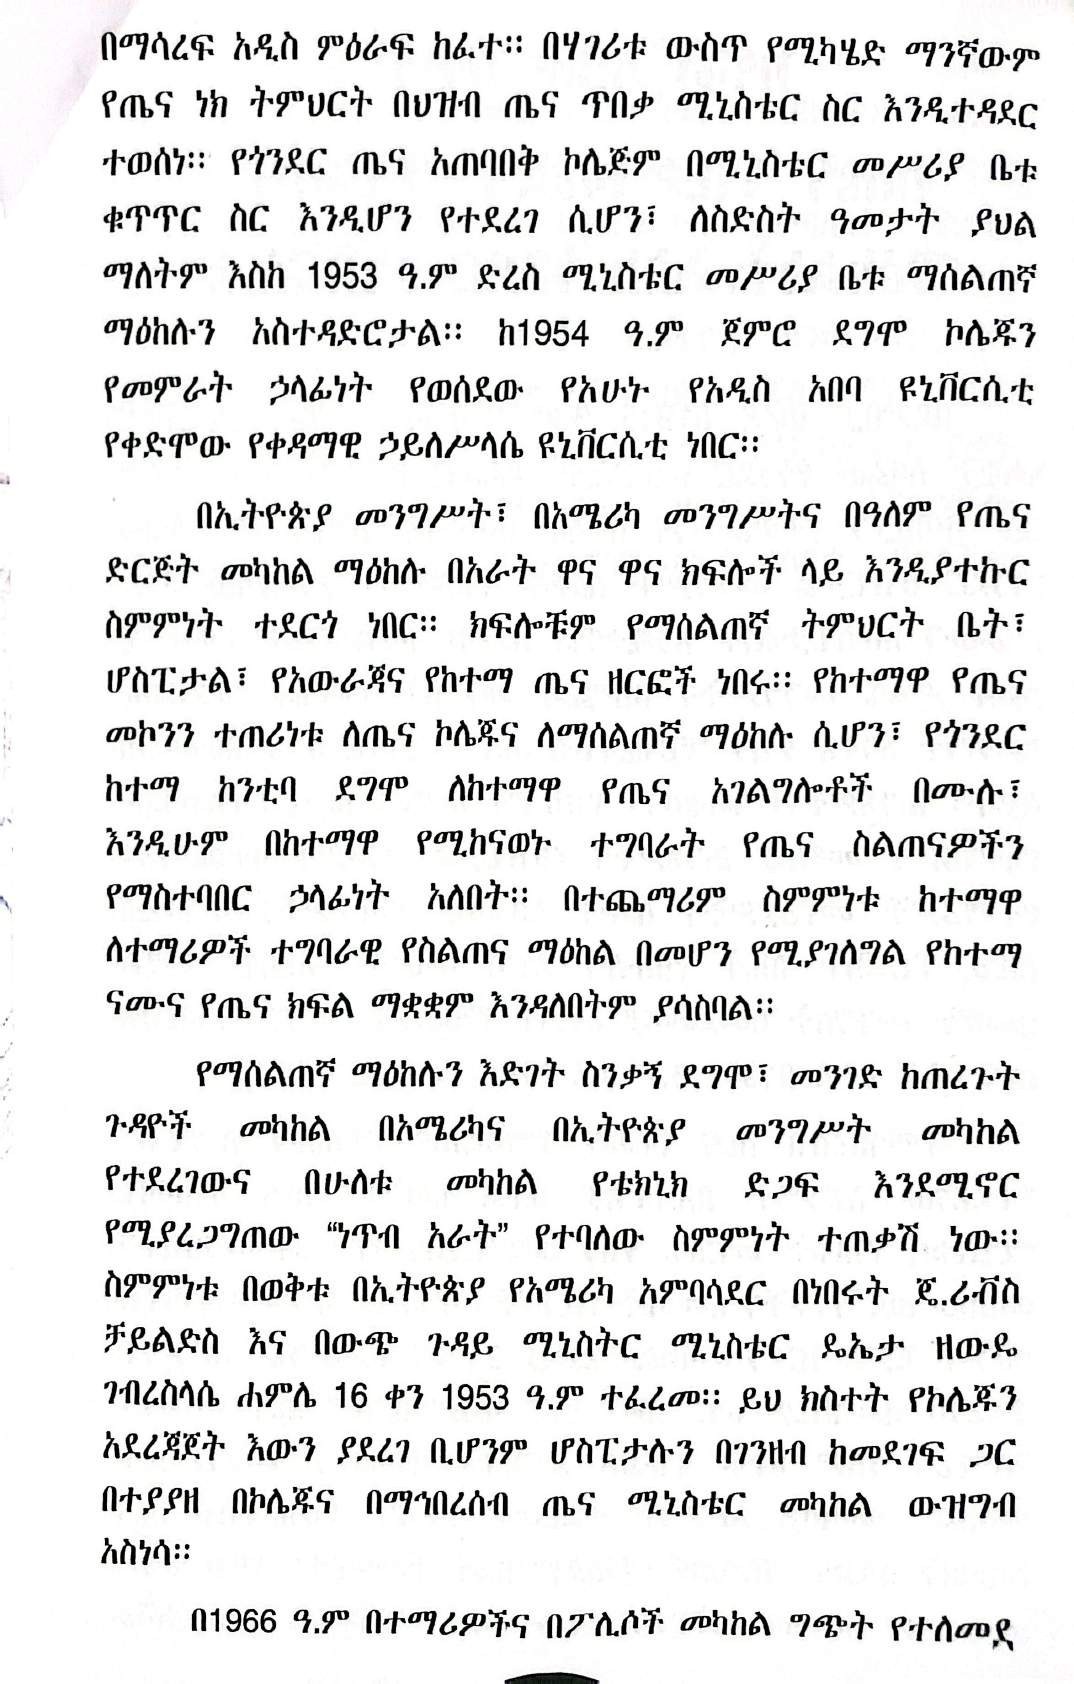 በማሳረፍ አዲስ ምዕራፍ ከፈተ። በሃገሪቱ ውስጥ የሚካሄድ ማንኛውም
የጤና ነክ ትምህርት በህዝብ ጤና ጥበቃ ሚኒስቴር ስር እንዲተዳደር
ተወሰነ። የጎንደር ጤና አጠባበቅ ኮሌጅም በሚኒስቴር መሥሪያ ቤቱ
ቁጥጥር ስር እንዲሆን የተደረገ ሲሆን፣ ለስድስት ዓመታት ያህል
ማለትም እስከ 1953 ዓ.ም ድረስ ሚኒስቴር መሥሪያ ቤቱ ማሰልጠኛ
ማዕከሉን አስተዳድሮታል። ከ1954 ዓ.ም ጀምሮ ደግሞ ኮሌጁን
የመምራት ኃላፊነት የወሰደው የአሁኑ የአዲስ አበባ ዩኒቨርሲቲ
የቀድሞው የቀዳማዊ ኃይለሥላሴ ዩኒቨርሲቲ ነበር።
በኢትዮጵያ መንግሥት፣ በአሜሪካ መንግሥትና በዓለም የጤና
ድርጅት መካከል ማዕከሉ በአራት ዋና ዋና ክፍሎች ላይ እንዲያተኩር
ስምምነት ተደርጎ ነበር። ክፍሎቹም የማሰልጠኛ ትምህርት ቤት፣
ሆስፒታል፣ የአውራጃና የከተማ ጤና ዘርፎች ነበሩ። የከተማዋ የጤና
መኮንን ተጠሪነቱ ለጤና ኮሌጁና ለማሰልጠኛ ማዕከሉ ሲሆን፣ የጎንደር
ከተማ ከንቲባ ደግሞ ለከተማዋ የጤና አገልግሎቶች በሙሉ፣
እንዲሁም በከተማዋ የሚከናወኑ ተግባራት የጤና ስልጠናዎችን
የማስተባበር ኃላፊነት አለበት። በተጨማሪም ስምምነቱ ከተማዋ
ለተማሪዎች ተግባራዊ የስልጠና ማዕከል በመሆን የሚያገለግል የከተማ
ናሙና የጤና ክፍል ማቋቋም እንዳለበትም ያሳስባል።
የማሰልጠኛ ማዕከሉን እድገት ስንቃኝ ደግሞ፣ መንገድ ከጠረጉት
ጉዳዮች መካከል በአሜሪካና በኢትዮጵያ መንግሥት መካከል
የተደረገውና በሁለቱ መካከል የቴክኒክ ድጋፍ እንደሚኖር
የሚያረጋግጠው “ነጥብ አራት” የተባለው ስምምነት ተጠቃሽ ነው።
ስምምነቱ በወቅቱ በኢትዮጵያ የአሜሪካ አምባሳደር በነበሩት ጄ.ሪቭስ
ቻይልድስ እና በውጭ ጉዳይ ሚኒስትር ሚኒስቴር ዴኤታ ዘውዴ
ገብረስላሴ ሐምሌ 16 ቀን 1953 ዓ.ም ተፈረመ። ይህ ክስተት የኮሌጁን
አደረጃጀት እውን ያደረገ ቢሆንም ሆስፒታሉን በገንዘብ ከመደገፍ ጋር
በተያያዘ በኮሌጁና በማኅበረሰብ ጤና ሚኒስቴር መካከል ውዝግብ
አስነሳ።
በ1966 ዓ.ም በተማሪዎችና በፖሊሶች መካከል ግጭት የተለመደ